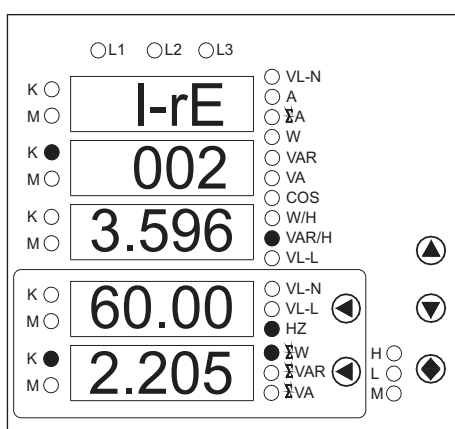 L1 L2 L3
K
M
I-rE
VL-N
A
ΣA
W
K
M
002
VAR
VA
COS
K
M
3.596
W/H
VAR/H
VL-L
K
M
60.00
VL-N
VL-L
HZ
K
M
2.205
ΣW
ΣVAR
ΣVA
H
L
M